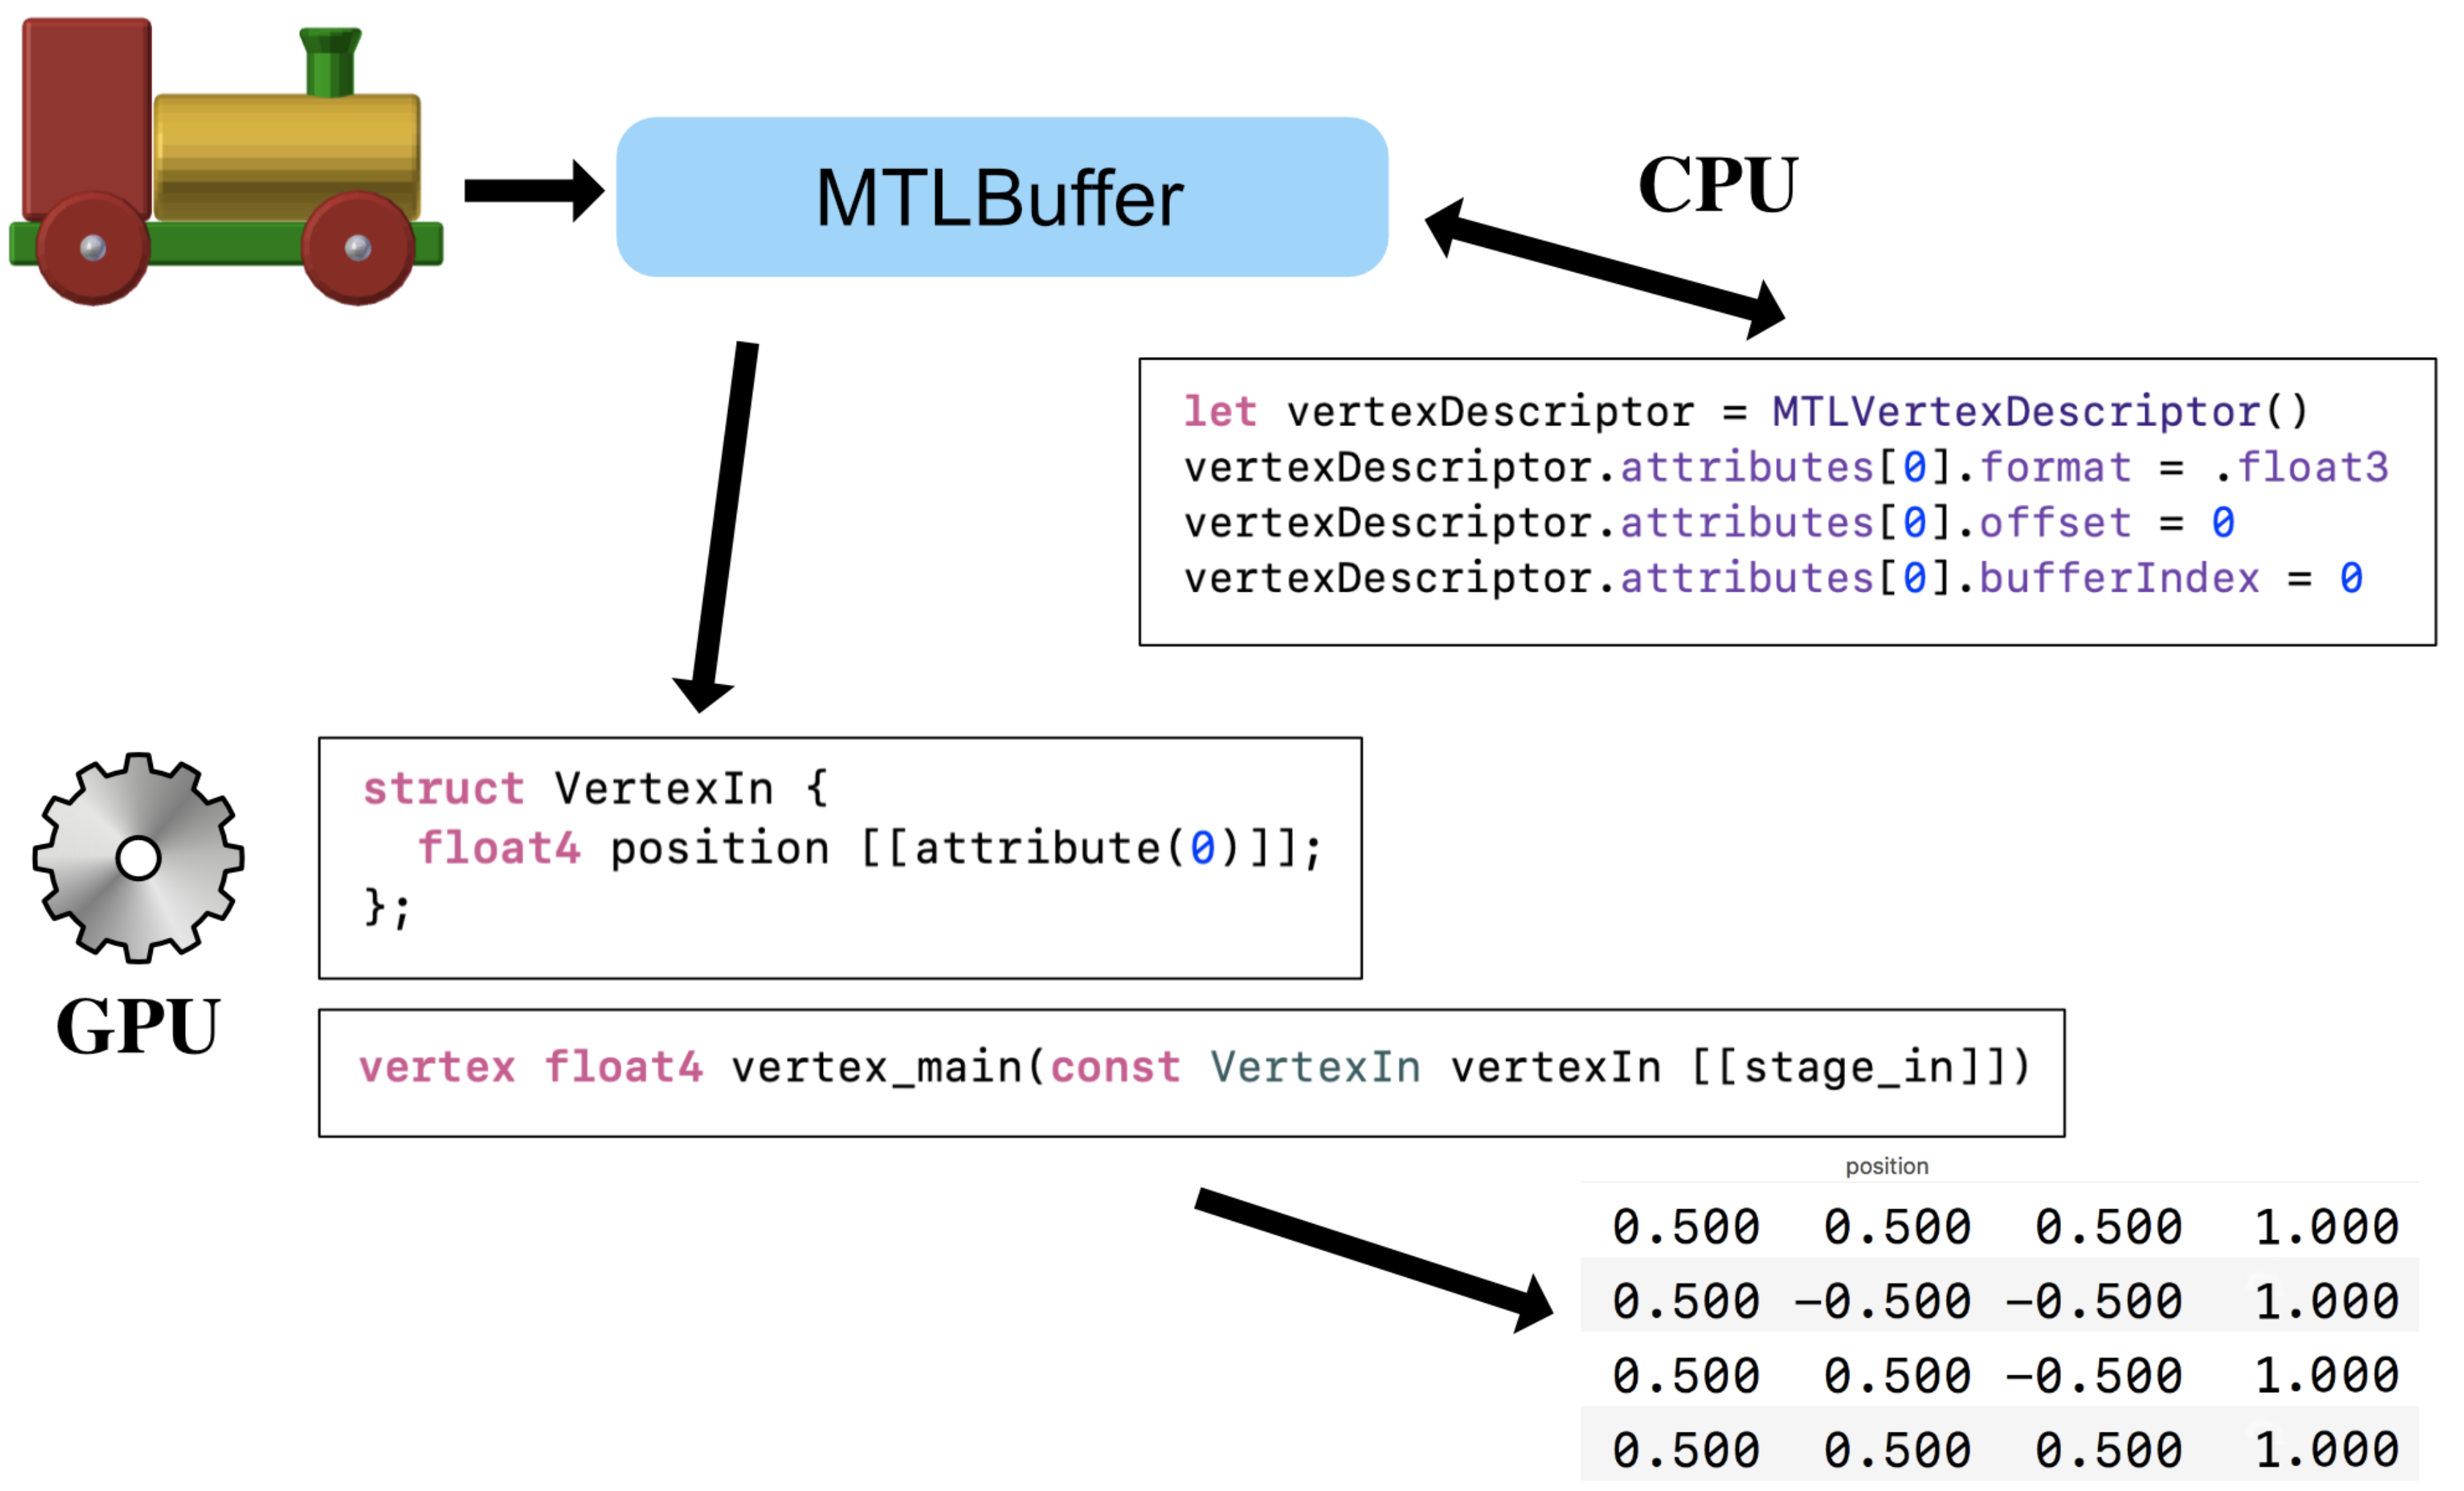 MTLBuffer
CPU
let vertexDescriptor = MTLVertexDescriptor()
vertexDescriptor.attributes[0].format = .float3
vertexDescriptor.attributes[0].offset = 0
vertexDescriptor.attributes[0].bufferIndex = 0
struct VertexIn {
float4 position [[attribute(0)]];
};
GPU
vertex float4 vertex_main(const VertexIn vertexIn [[stage_in]])
position
0.500 0.500 0.500 1.000
0.500 −0.500 −0.500 1.000
0.500 0.500 −0.500 1.000
0.500 0.500 0.500 1.000